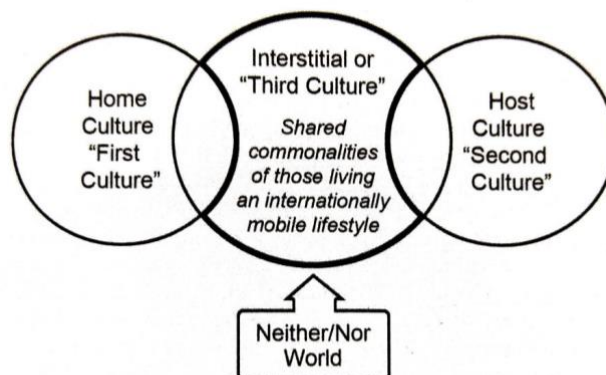 Home
Culture
“First
Culture”
Interstitial or
“Third Culture”
Shared
commonalities
of those living
an internationally
mobile lifestyle
Host
Culture
“Second
Culture”
Neither/Nor
World